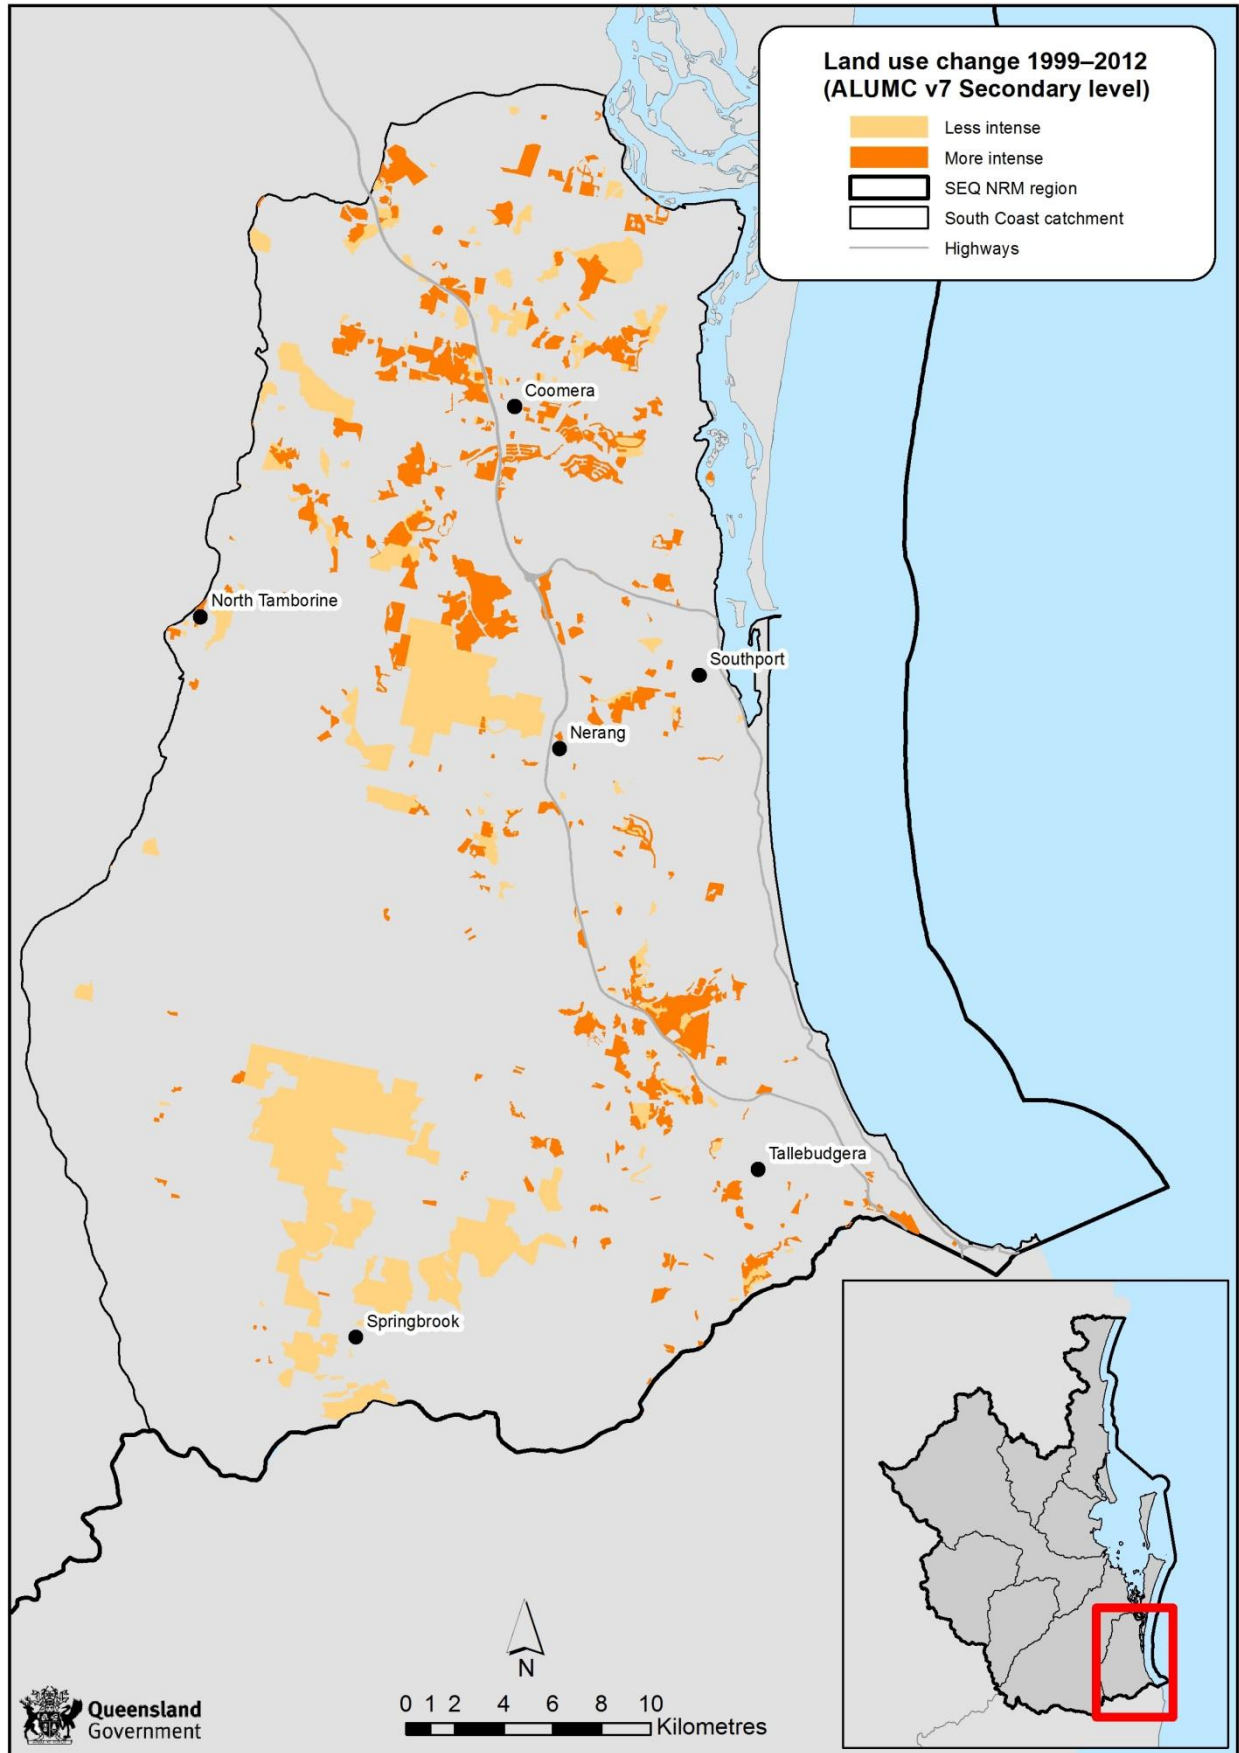 Land use change 1999–2012
(ALUMC v7 Secondary level)
Less intense
More intense
SEQ NRM region
South Coast catchment
Highways
Coomera
North Tamborine
Southport
Nerang
Tallebudgera
Springbrook
N
0 1 2 4 6 8 10
Kilometres
Queensland
Government